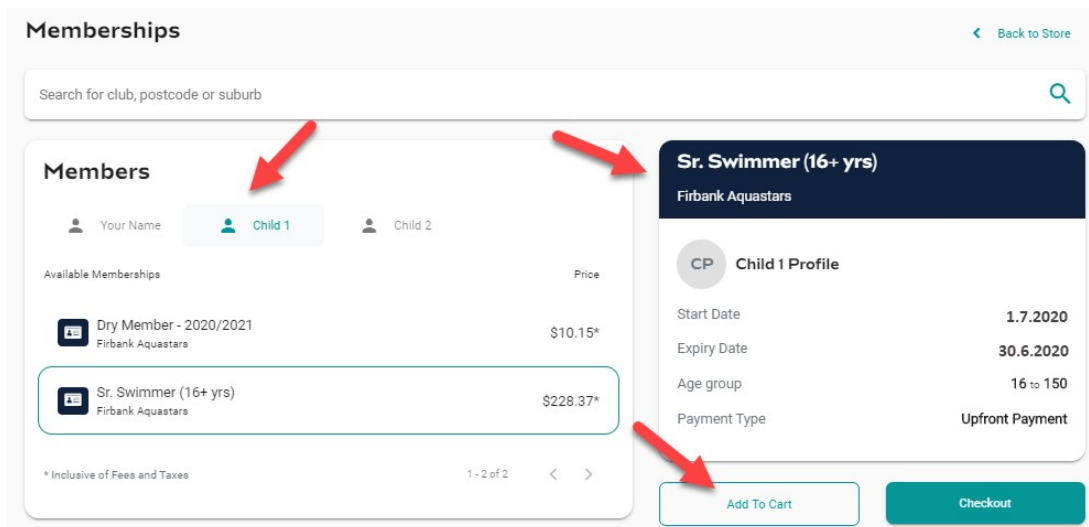 Memberships
Back to Store
Search for club, postcode or suburb
Members
Your Name Child 1 Child 2
Available Memberships Price
Dry Member - 2020/2021
Firbank Aquastars
$10.15*
Sr. Swimmer (16+ yrs)
Firbank Aquastars
$228.37*
* Inclusive of Fees and Taxes 1 - 2 of 2
Sr. Swimmer (16+ yrs)
Firbank Aquastars
CP Child 1 Profile
Start Date 1.7.2020
Expiry Date 30.6.2020
Age group 16 to 150
Payment Type Upfront Payment
Add To Cart Checkout